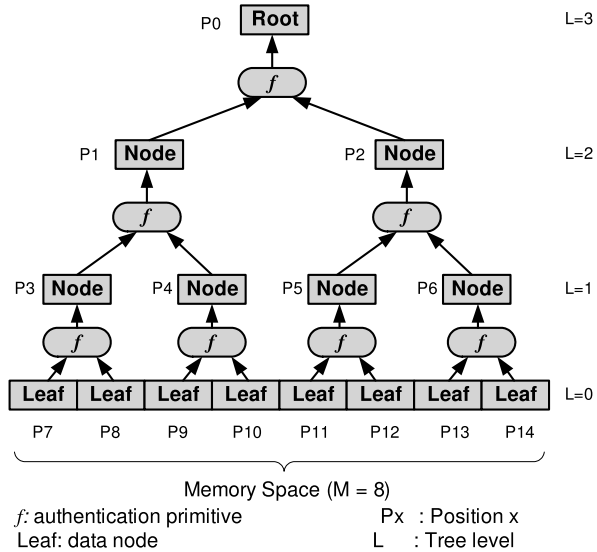 P0 Root L=3
f
P1 Node P2 Node L=2
f f
P3 Node P4 Node P5 Node P6 Node L=1
f f f f
Leaf Leaf Leaf Leaf Leaf Leaf Leaf Leaf L=0
P7 P8 P9 P10 P11 P12 P13 P14
Memory Space (M = 8)
f: authentication primitive Px : Position x
Leaf: data node L : Tree level